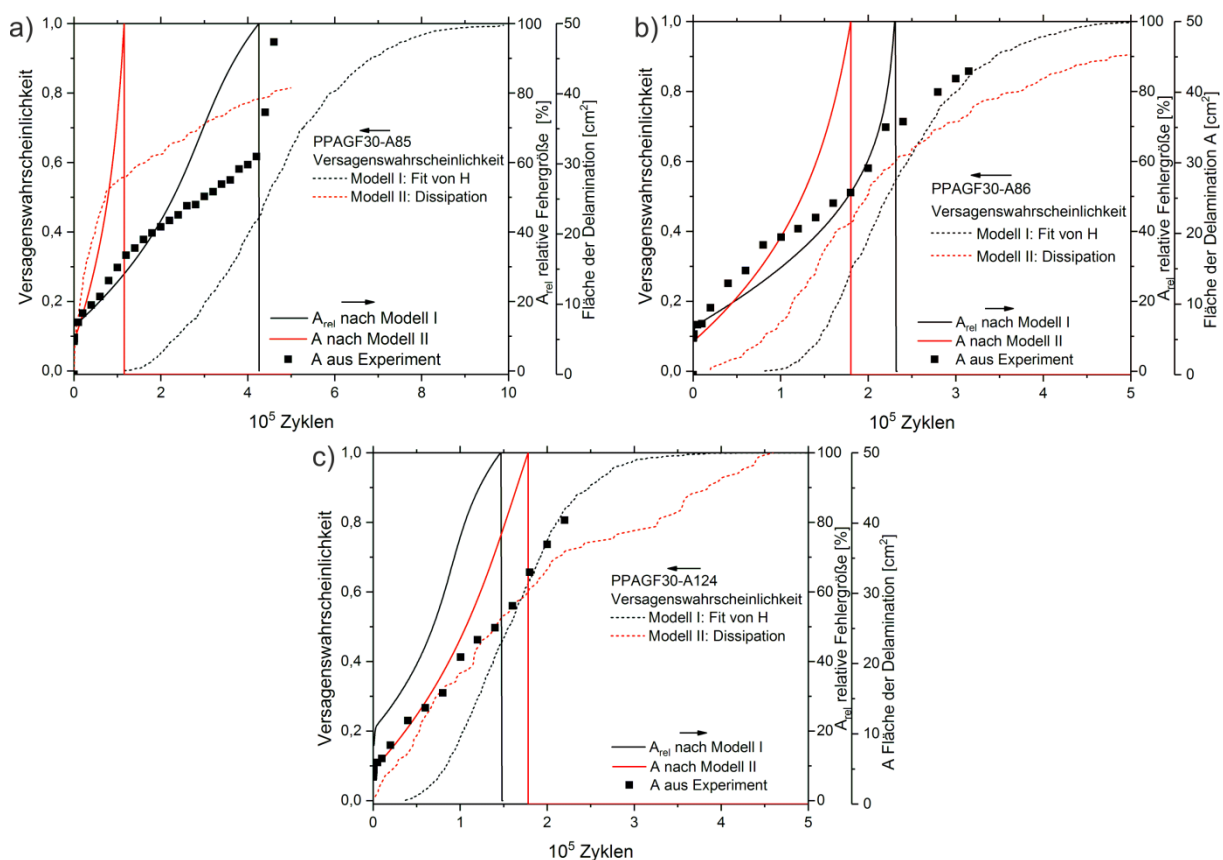 a)
Versagenswahrscheinlichkeit
1,0
0,8
0,6
0,4
0,2
0,0
0
2
4
6
8
10
10⁵ Zyklen
PPAGF30-A85
Versagenswahrscheinlichkeit
Modell I: Fit von H
Modell II: Dissipation
A_rel nach Modell I
A nach Modell II
A aus Experiment
100
80
60
40
20
0
A_rel relative Fehlergröße [%]
50
40
30
20
10
0
Fläche der Delamination [cm²]
b)
Versagenswahrscheinlichkeit
1,0
0,8
0,6
0,4
0,2
0,0
0
1
2
3
4
5
10⁵ Zyklen
PPAGF30-A86
Versagenswahrscheinlichkeit
Modell I: Fit von H
Modell II: Dissipation
A_rel nach Modell I
A nach Modell II
A aus Experiment
100
80
60
40
20
0
A_rel relative Fehlergröße [%]
50
40
30
20
10
0
Fläche der Delamination A [cm²]
c)
Versagenswahrscheinlichkeit
1,0
0,8
0,6
0,4
0,2
0,0
0
1
2
3
4
5
10⁵ Zyklen
PPAGF30-A124
Versagenswahrscheinlichkeit
Modell I: Fit von H
Modell II: Dissipation
A_rel nach Modell I
A nach Modell II
A aus Experiment
100
80
60
40
20
0
A_rel relative Fehlergröße [%]
50
40
30
20
10
0
A Fläche der Delamination [cm²]